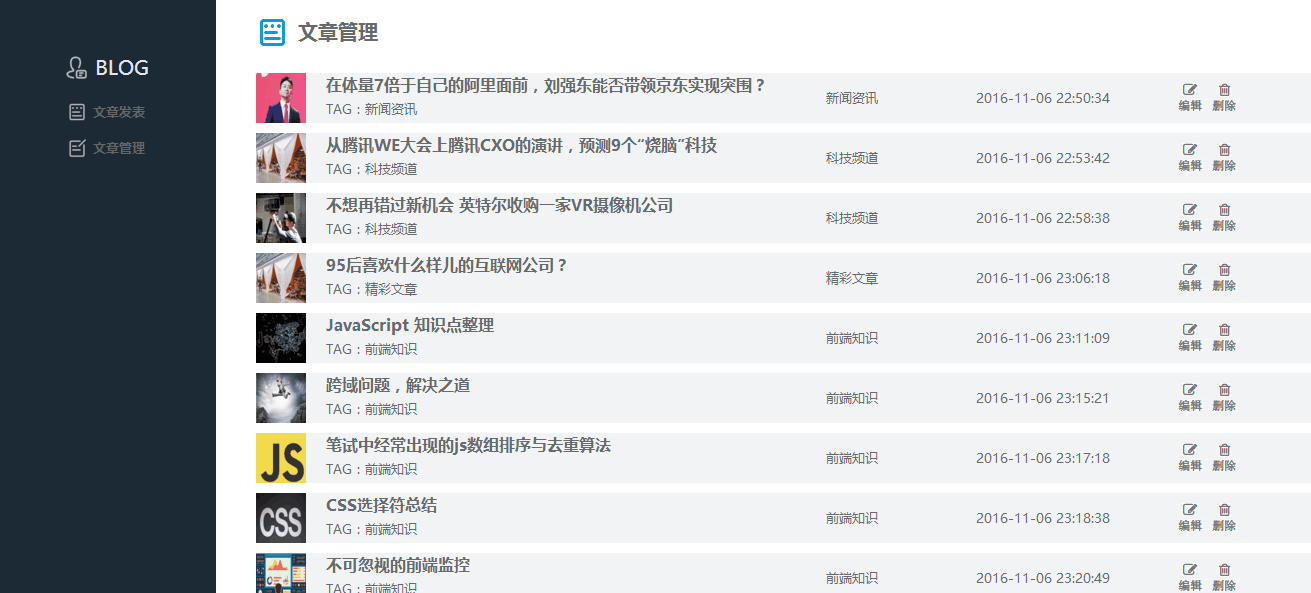 BLOG
文章发表
文章管理
文章管理
在体量7倍于自己的阿里面前，刘强东能否带领京东实现突围？
TAG：新闻资讯
新闻资讯
2016-11-06 22:50:34
编辑 删除
从腾讯WE大会上腾讯CXO的演讲，预测9个“烧脑”科技
TAG：科技频道
科技频道
2016-11-06 22:53:42
编辑 删除
不想再错过新机会 英特尔收购一家VR摄像机公司
TAG：科技频道
科技频道
2016-11-06 22:58:38
编辑 删除
95后喜欢什么样儿的互联网公司？
TAG：精彩文章
精彩文章
2016-11-06 23:06:18
编辑 删除
JavaScript 知识点整理
TAG：前端知识
前端知识
2016-11-06 23:11:09
编辑 删除
跨域问题，解决之道
TAG：前端知识
前端知识
2016-11-06 23:15:21
编辑 删除
JS
笔试中经常出现的js数组排序与去重算法
TAG：前端知识
前端知识
2016-11-06 23:17:18
编辑 删除
CSS
CSS选择符总结
TAG：前端知识
前端知识
2016-11-06 23:18:38
编辑 删除
不可忽视的前端监控
TAG：前端知识
前端知识
2016-11-06 23:20:49
编辑 删除